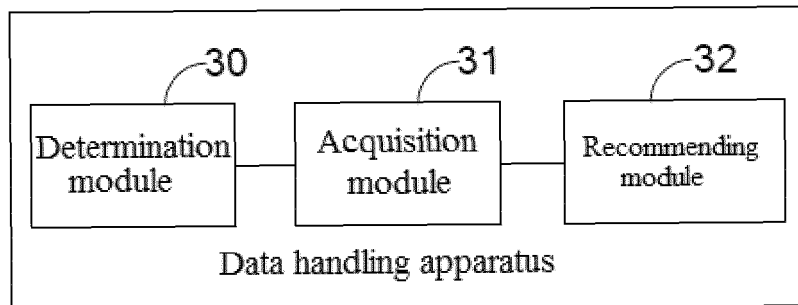 30
31
32
Determination
module
Acquisition
module
Recommending
module
Data handling apparatus